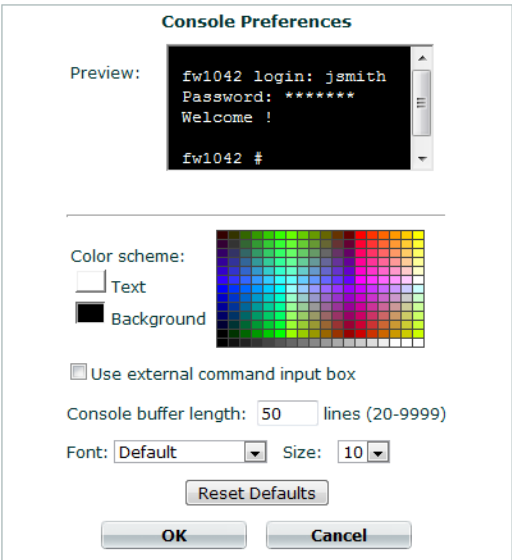 Console Preferences
Preview:
fw1042 login: jsmith
Password: *******
Welcome !
fw1042 #
Color scheme:
Text
Background
Use external command input box
Console buffer length: 50 lines (20-9999)
Font: Default Size: 10
Reset Defaults
OK Cancel